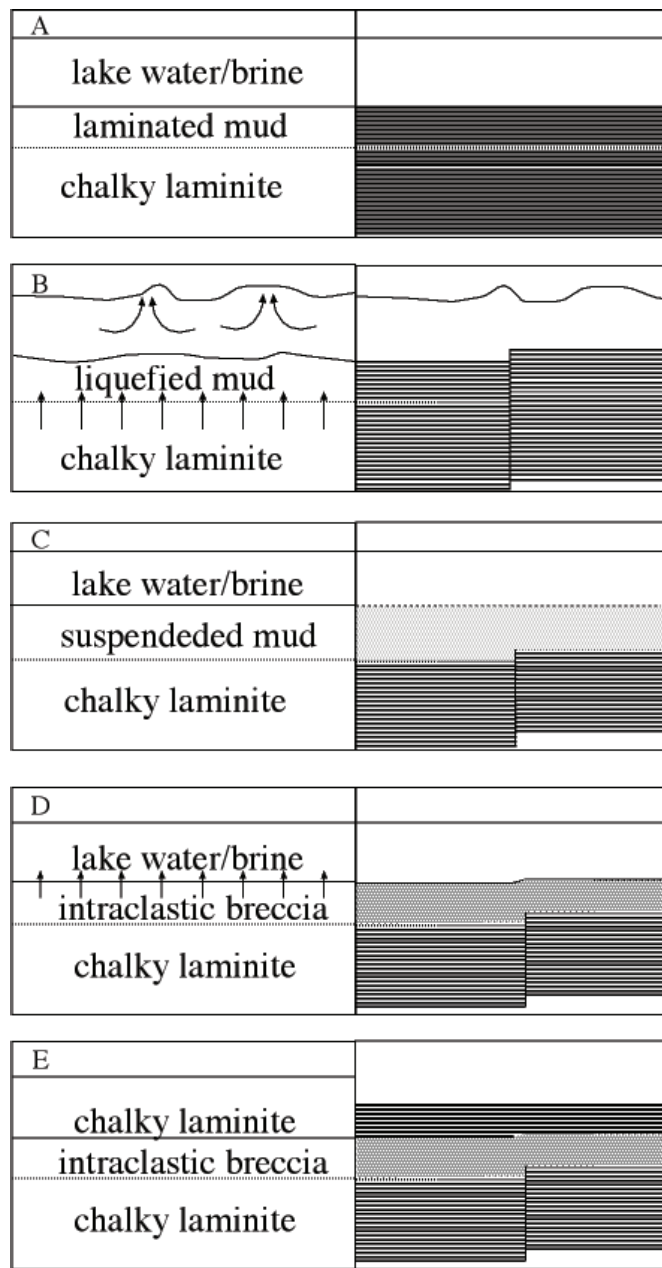 A
lake water/brine
laminated mud
chalky laminite
B
liquefied mud
chalky laminite
C
lake water/brine
suspendeded mud
chalky laminite
D
lake water/brine
intraclastic breccia
chalky laminite
E
chalky laminite
intraclastic breccia
chalky laminite